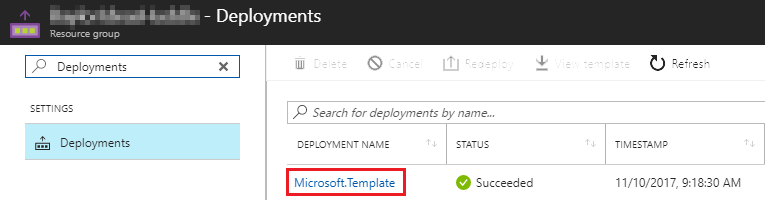 - Deployments
Resource group
Deployments
Delete
Cancel
Redeploy
View template
Refresh
SETTINGS
Deployments
Search for deployments by name...
DEPLOYMENT NAME
STATUS
TIMESTAMP
Microsoft.Template
Succeeded
11/10/2017, 9:18:30 AM